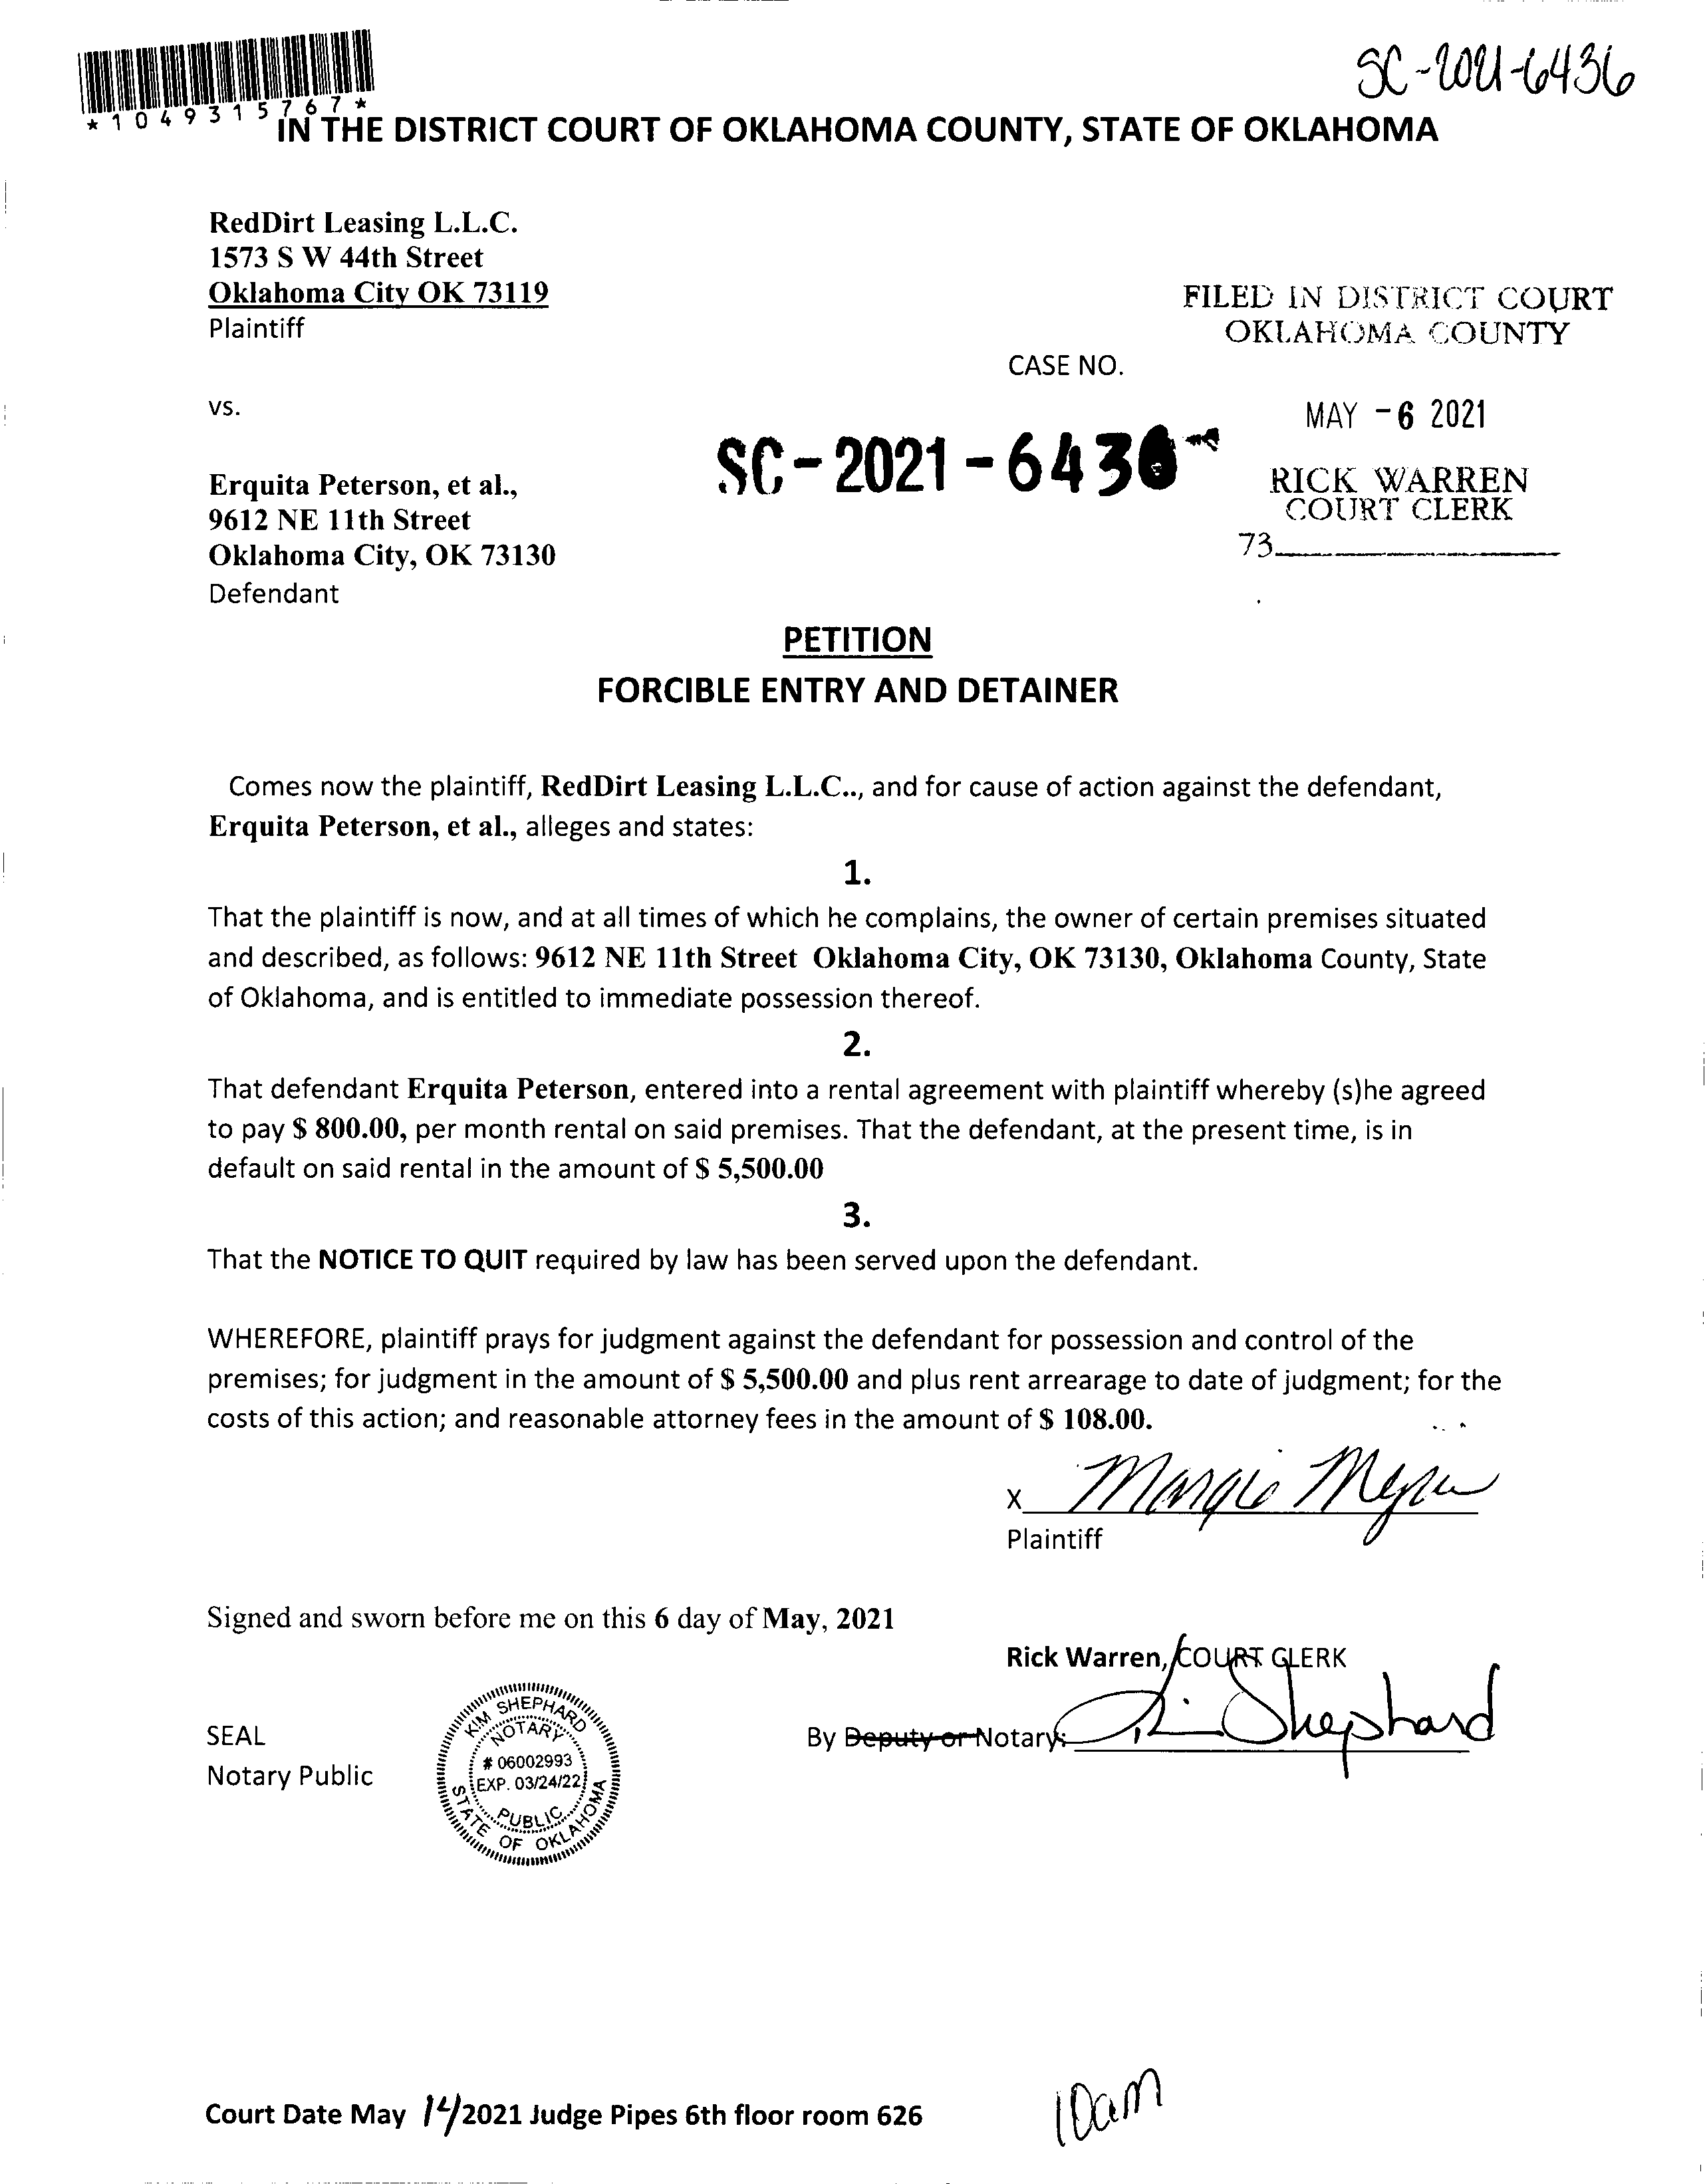 SC-2021-6436
*1049315767*
IN THE DISTRICT COURT OF OKLAHOMA COUNTY, STATE OF OKLAHOMA
RedDirt Leasing L.L.C.
1573 S W 44th Street
Oklahoma City OK 73119
Plaintiff
FILED IN DISTRICT COURT
OKLAHOMA COUNTY
CASE NO.
vs.
MAY -6 2021
SC-2021-6436
RICK WARREN
COURT CLERK
73
Erquita Peterson, et al.,
9612 NE 11th Street
Oklahoma City, OK 73130
Defendant
PETITION
FORCIBLE ENTRY AND DETAINER
Comes now the plaintiff, RedDirt Leasing L.L.C.., and for cause of action against the defendant,
Erquita Peterson, et al., alleges and states:
1.
That the plaintiff is now, and at all times of which he complains, the owner of certain premises situated
and described, as follows: 9612 NE 11th Street Oklahoma City, OK 73130, Oklahoma County, State
of Oklahoma, and is entitled to immediate possession thereof.
2.
That defendant Erquita Peterson, entered into a rental agreement with plaintiff whereby (s)he agreed
to pay $ 800.00, per month rental on said premises. That the defendant, at the present time, is in
default on said rental in the amount of $ 5,500.00
3.
That the NOTICE TO QUIT required by law has been served upon the defendant.
WHEREFORE, plaintiff prays for judgment against the defendant for possession and control of the
premises; for judgment in the amount of $ 5,500.00 and plus rent arrearage to date of judgment; for the
costs of this action; and reasonable attorney fees in the amount of $ 108.00.
X Margie
Plaintiff
Signed and sworn before me on this 6 day of May, 2021
Rick Warren, COURT CLERK
SEAL
By Deputy or Notary: Shephard
Notary Public
KIM SHEPHARD
NOTARY
# 06002993
EXP. 03/24/22
PUBLIC
STATE OF OKLAHOMA
Court Date May 14/2021 Judge Pipes 6th floor room 626
10am